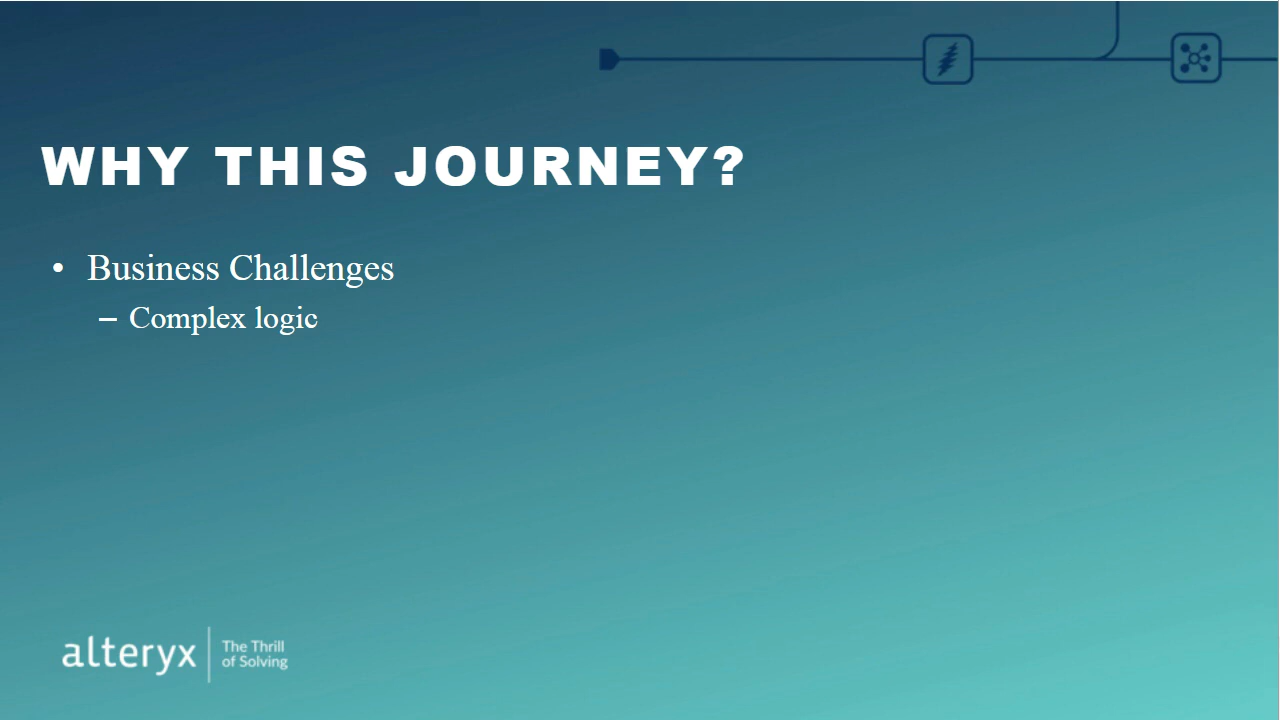 WHY THIS JOURNEY?
• Business Challenges
– Complex logic
alteryx
The Thrill
of Solving